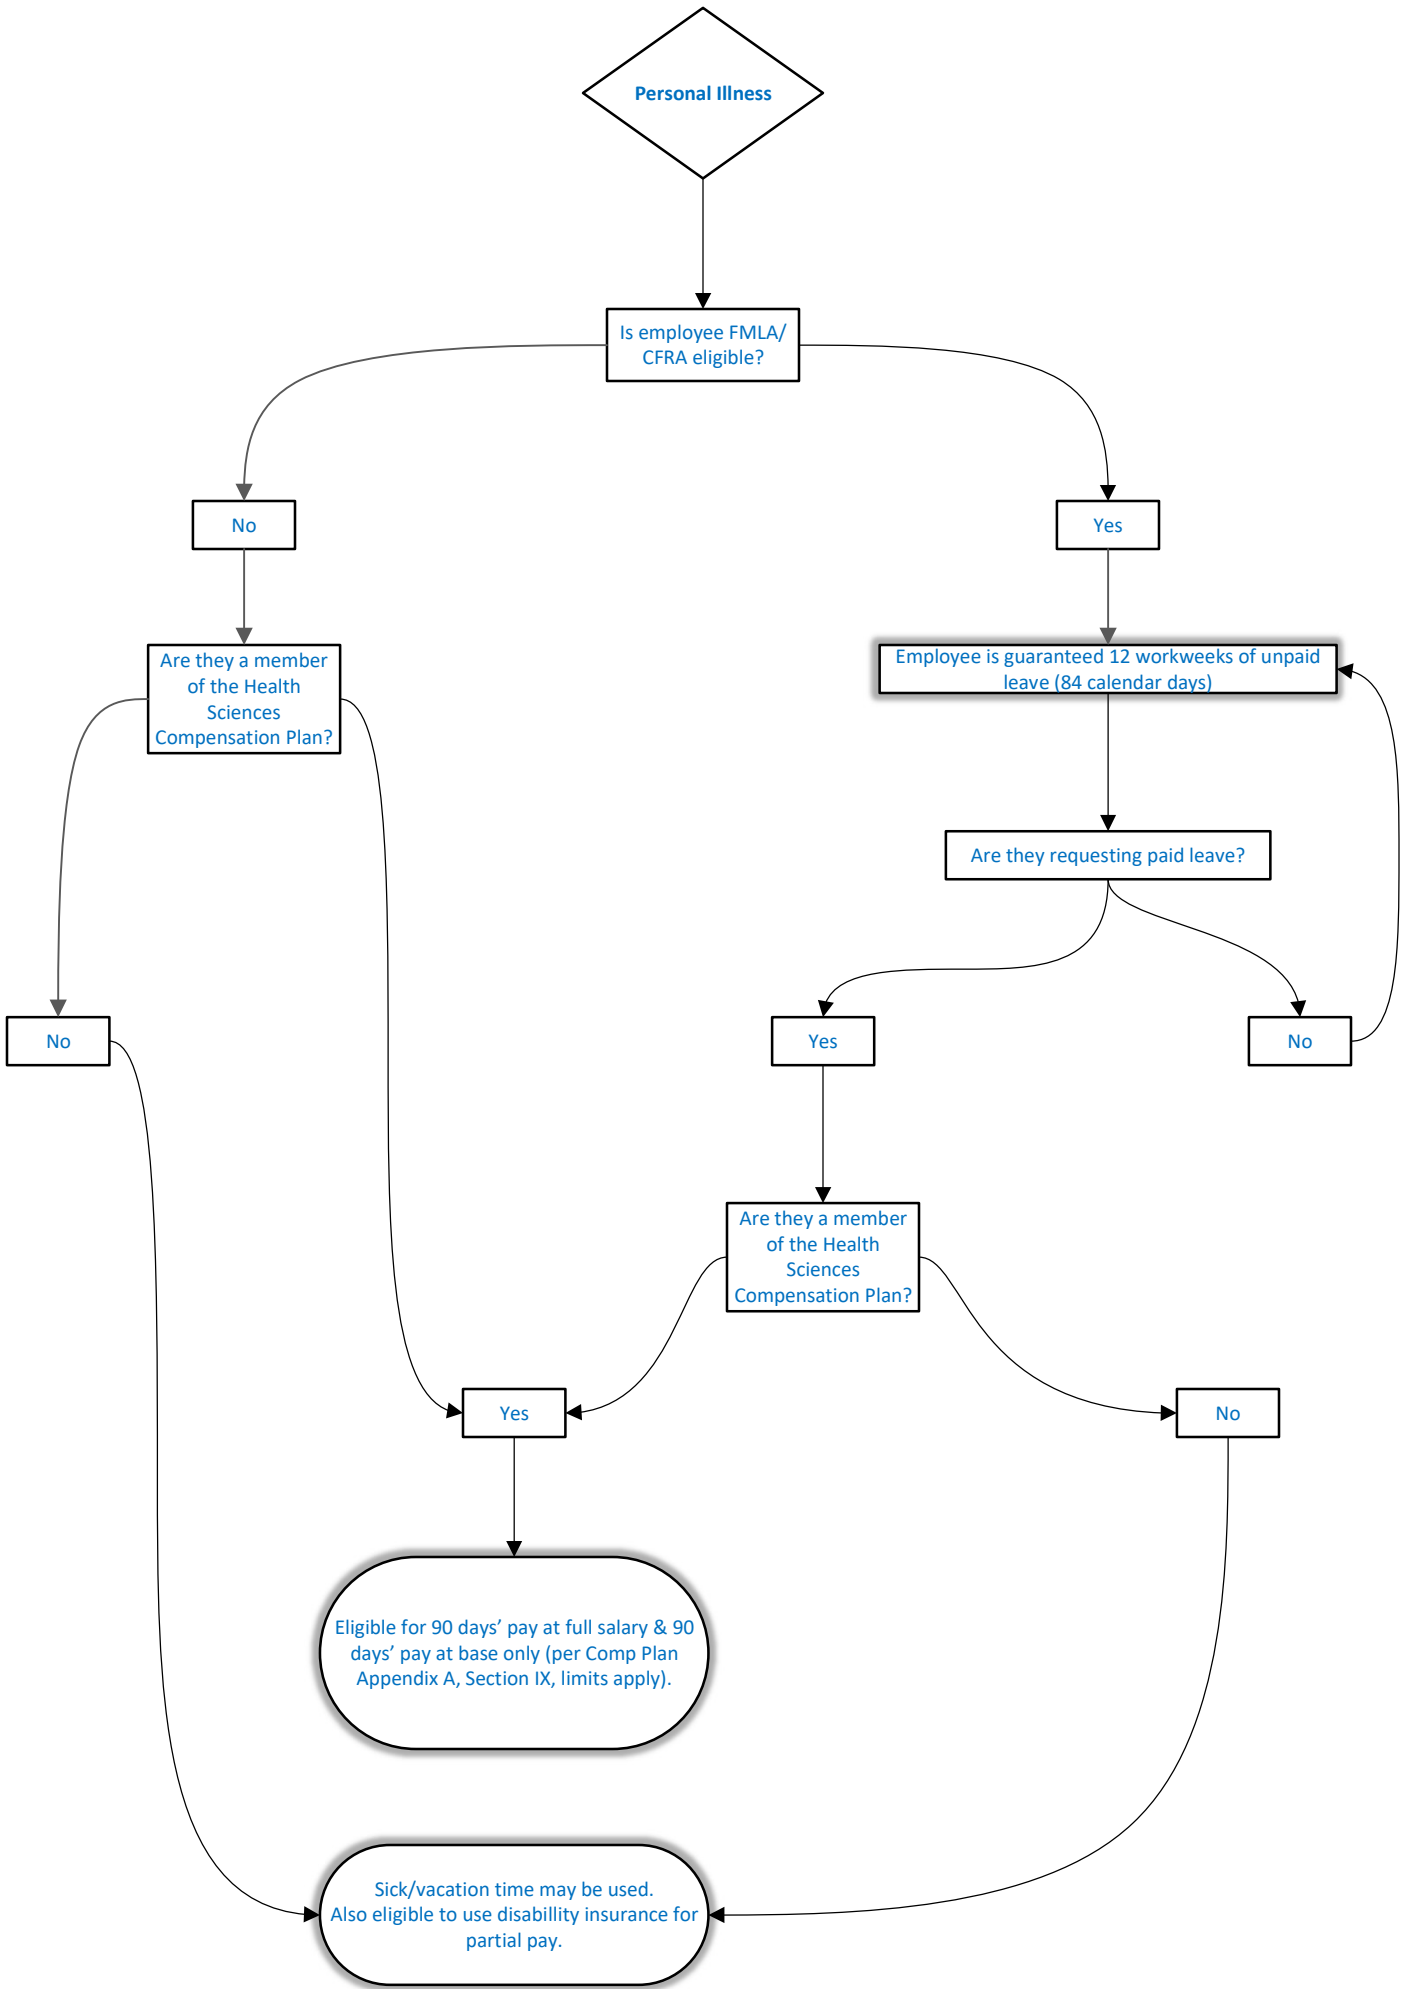 Personal Illness
Is employee FMLA/
CFRA eligible?
No
Yes
Are they a member
of the Health
Sciences
Compensation Plan?
Employee is guaranteed 12 workweeks of unpaid
leave (84 calendar days)
Are they requesting paid leave?
No
Yes
No
Are they a member
of the Health
Sciences
Compensation Plan?
Yes
No
Eligible for 90 days’ pay at full salary & 90
days’ pay at base only (per Comp Plan
Appendix A, Section IX, limits apply).
Sick/vacation time may be used.
Also eligible to use disabillity insurance for
partial pay.